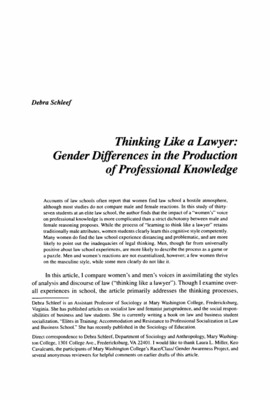 Debra Schleef
Thinking Like a Lawyer:
Gender Differences in the Production
of Professional Knowledge
Accounts of law schools often report that women find law school a hostile atmosphere,
although most studies do not compare male and female reactions. In this study of thirty-
seven students at an elite law school, the author finds that the impact of a "women's" voice
on professional knowledge is more complicated than a strict dichotomy between male and
female reasoning proposes. While the process of "learning to think like a lawyer" retains
traditionally male attributes, women students clearly learn this cognitive style competently.
Many women do find the law school experience distancing and problematic, and are more
likely to point out the inadequacies of legal thinking. Men, though far from universally
positive about law school experiences, are more likely to describe the process as a game or
a puzzle. Men and women's reactions are not essentialized, however; a few women thrive
on the masculine style, while some men clearly do not like it.
In this article, I compare women's and men's voices in assimilating the styles
of analysis and discourse of law ("thinking like a lawyer"). Though I examine over-
all experiences in school, the article primarily addresses the thinking processes,
Debra Schleef is an Assistant Professor of Sociology at Mary Washington College, Fredericksburg,
Virginia. She has published articles on socialist law and feminist jurisprudence, and the social respon-
sibilities of business and law students. She is currently writing a book on law and business student
socialization, "Elites in Training: Accommodation and Resistance to Professional Socialization in Law
and Business School." She has recently published in the Sociology of Education.
Direct correspondence to Debra Schleef, Department of Sociology and Anthropology, Mary Washing-
ton College, 1301 College Ave., Fredericksburg, VA 22401. I would like to thank Laura L. Miller, Ken
Cavalcanti, the participants of Mary Washington College's Race/Class/ Gender Awareness Project, and
several anonymous reviewers for helpful comments on earlier drafts of this article.